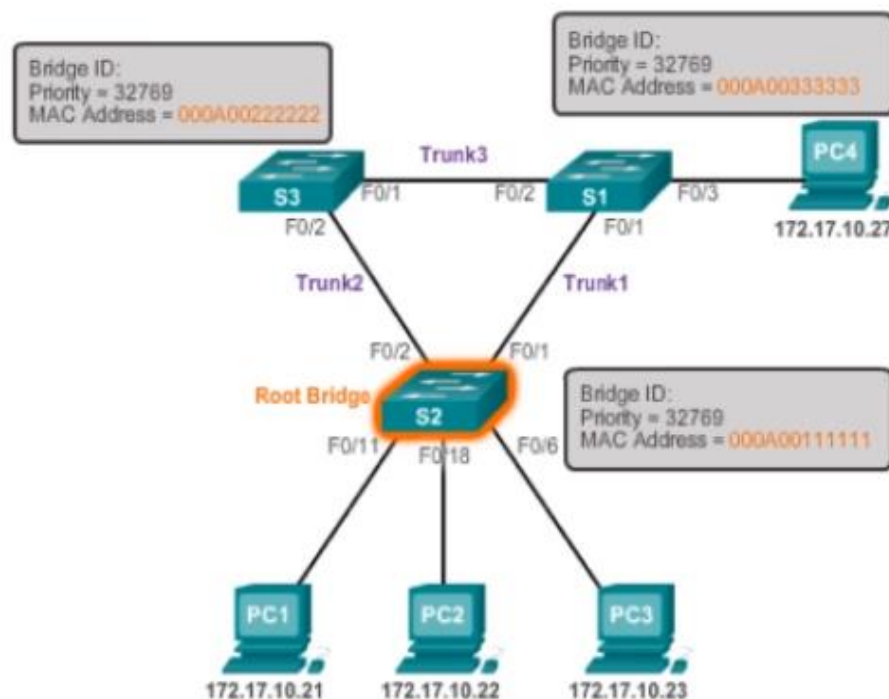 Bridge ID:
Priority = 32769
MAC Address = 000A00222222
Bridge ID:
Priority = 32769
MAC Address = 000A00333333
Trunk3
PC4
S3
F0/1
F0/2
S1
F0/3
F0/2
F0/1
172.17.10.27
Trunk2
Trunk1
F0/2
F0/1
Root Bridge
S2
Bridge ID:
Priority = 32769
MAC Address = 000A00111111
F0/11
F0/18
F0/6
PC1
PC2
PC3
172.17.10.21
172.17.10.22
172.17.10.23